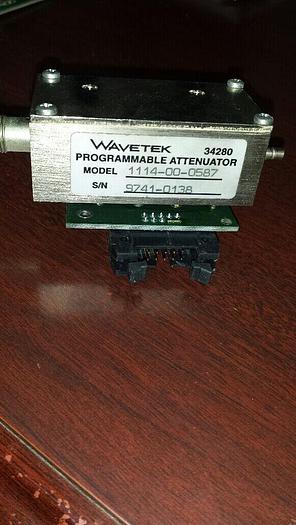 WAVETEK 34280
PROGRAMMABLE ATTENUATOR
MODEL 1114-00-0587
S/N 9741-0138